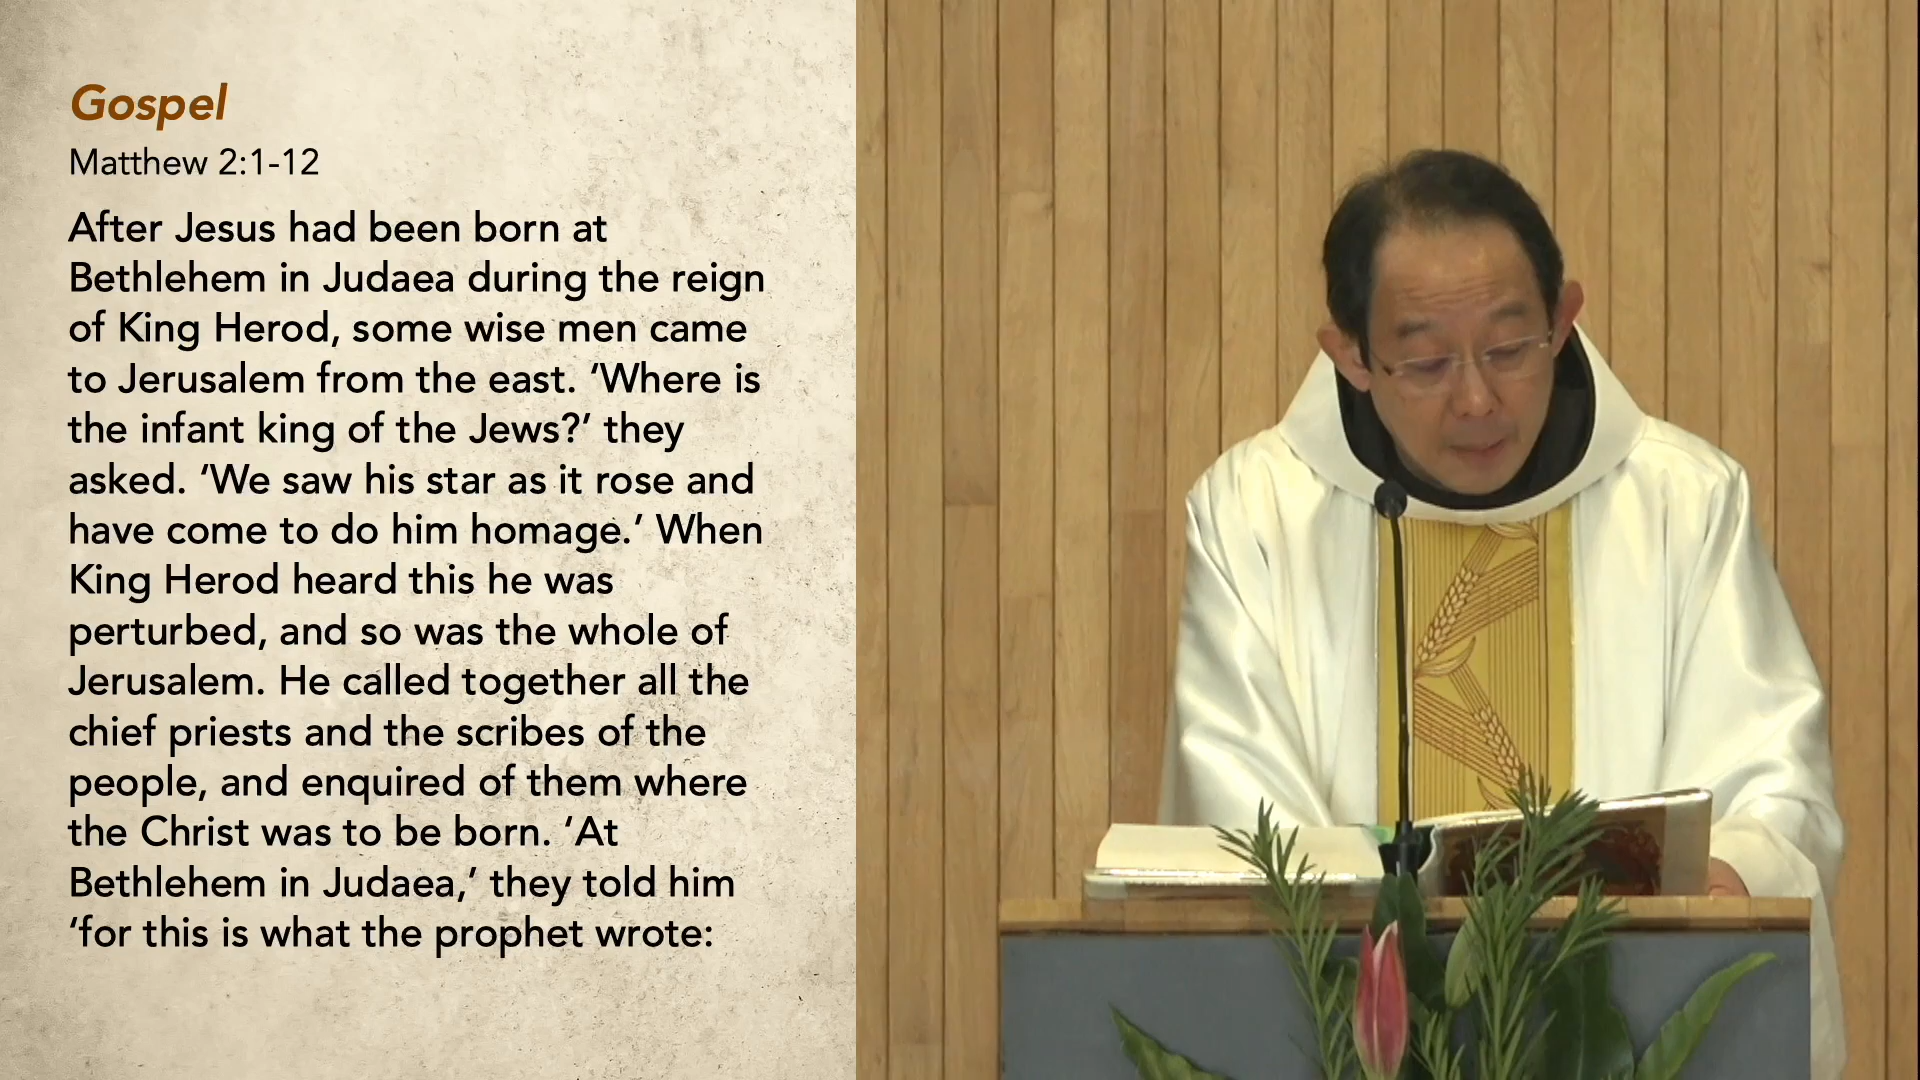 Gospel
Matthew 2:1-12
After Jesus had been born at
Bethlehem in Judaea during the reign
of King Herod, some wise men came
to Jerusalem from the east. ‘Where is
the infant king of the Jews?’ they
asked. ‘We saw his star as it rose and
have come to do him homage.’ When
King Herod heard this he was
perturbed, and so was the whole of
Jerusalem. He called together all the
chief priests and the scribes of the
people, and enquired of them where
the Christ was to be born. ‘At
Bethlehem in Judaea,’ they told him
‘for this is what the prophet wrote: